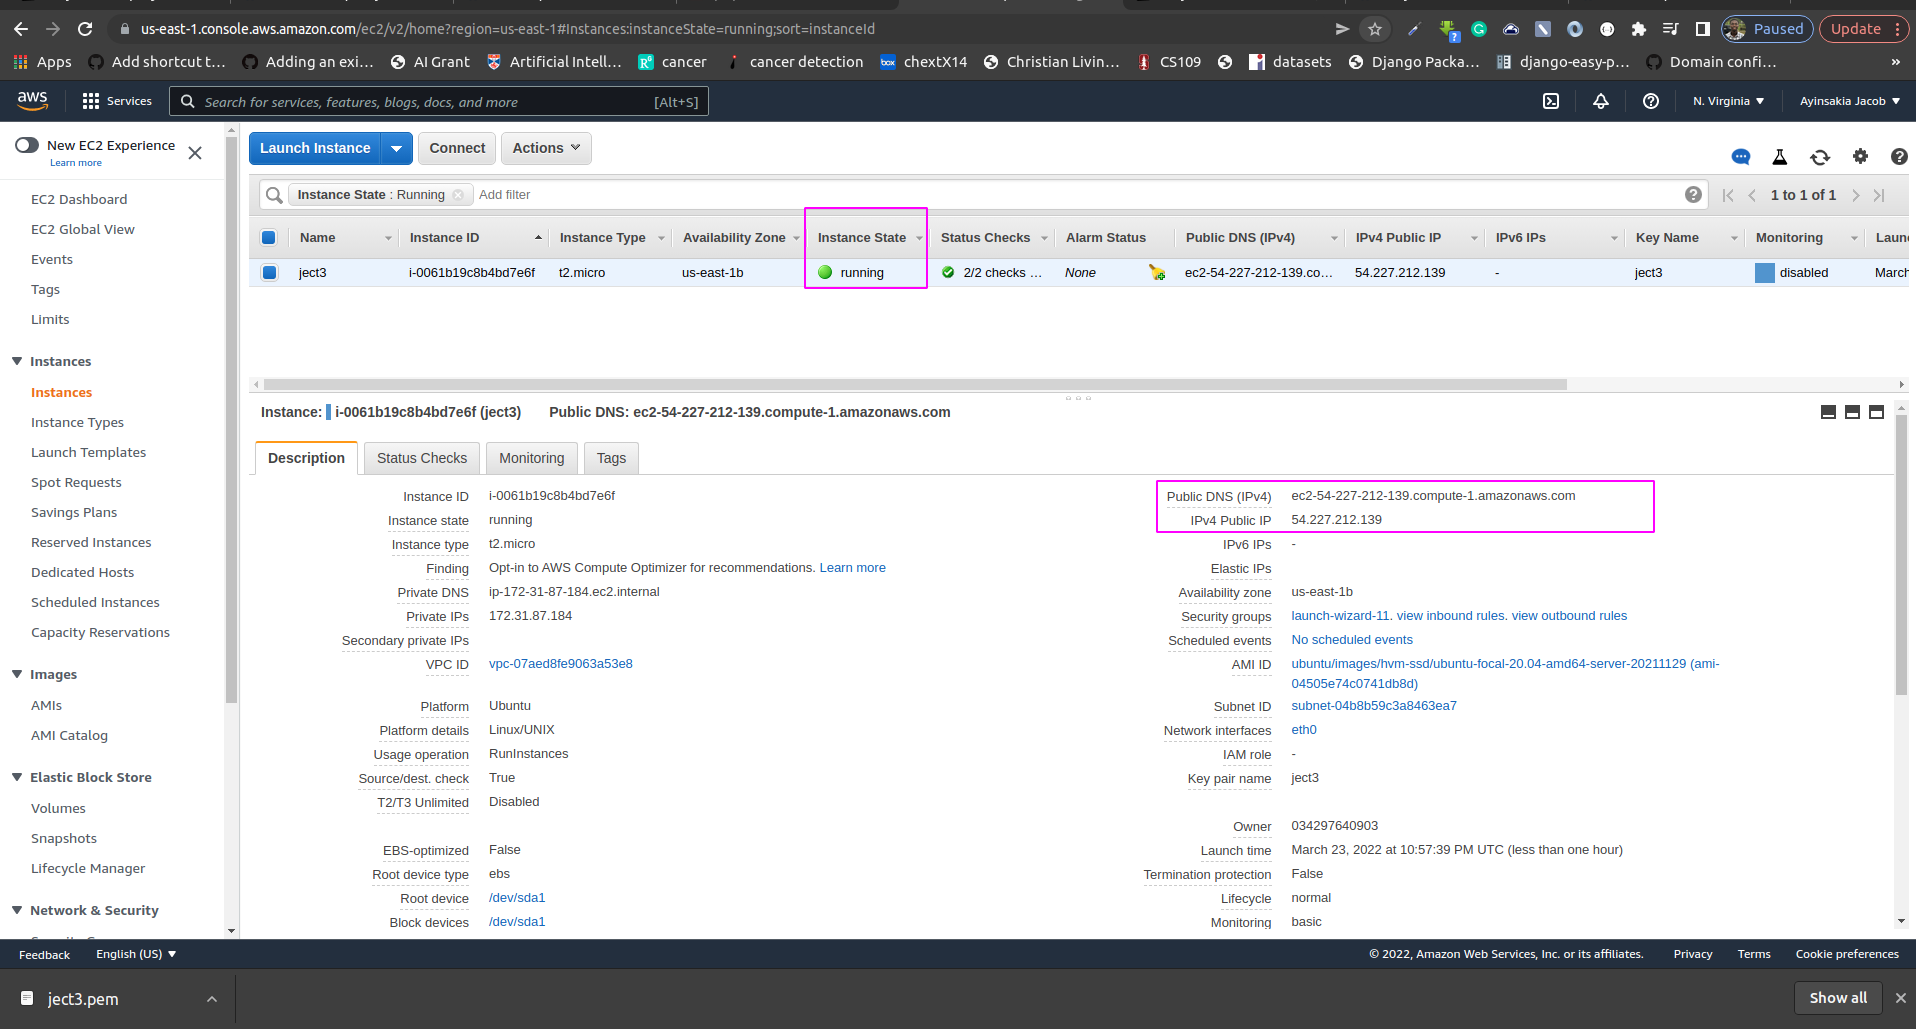 us-east-1.console.aws.amazon.com/ec2/v2/home?region=us-east-1#Instances:instanceState=running;sort=instanceId
Paused
Update
Apps
Add shortcut t...
Adding an exi...
AI Grant
Artificial Intell...
cancer
cancer detection
box chextX14
Christian Livin...
CS109
datasets
Django Packa...
django-easy-p...
Domain confi...
»
aws
Services
Search for services, features, blogs, docs, and more
[Alt+S]
N. Virginia
Ayinsakia Jacob
New EC2 Experience
Learn more
EC2 Dashboard
EC2 Global View
Events
Tags
Limits
Instances
Instances
Instance Types
Launch Templates
Spot Requests
Savings Plans
Reserved Instances
Dedicated Hosts
Scheduled Instances
Capacity Reservations
Images
AMIs
AMI Catalog
Elastic Block Store
Volumes
Snapshots
Lifecycle Manager
Network & Security
Launch Instance
Connect
Actions
Instance State : Running
Add filter
1 to 1 of 1
Name Instance ID Instance Type Availability Zone Instance State Status Checks Alarm Status Public DNS (IPv4) IPv4 Public IP IPv6 IPs Key Name Monitoring Laun
ject3 i-0061b19c8b4bd7e6f t2.micro us-east-1b running 2/2 checks ... None ec2-54-227-212-139.co... 54.227.212.139 - ject3 disabled March
Instance: i-0061b19c8b4bd7e6f (ject3) Public DNS: ec2-54-227-212-139.compute-1.amazonaws.com
Description Status Checks Monitoring Tags
Instance ID i-0061b19c8b4bd7e6f
Instance state running
Instance type t2.micro
Finding Opt-in to AWS Compute Optimizer for recommendations. Learn more
Private DNS ip-172-31-87-184.ec2.internal
Private IPs 172.31.87.184
Secondary private IPs
VPC ID vpc-07aed8fe9063a53e8
Platform Ubuntu
Platform details Linux/UNIX
Usage operation RunInstances
Source/dest. check True
T2/T3 Unlimited Disabled
EBS-optimized False
Root device type ebs
Root device /dev/sda1
Block devices /dev/sda1
Public DNS (IPv4) ec2-54-227-212-139.compute-1.amazonaws.com
IPv4 Public IP 54.227.212.139
IPv6 IPs -
Elastic IPs
Availability zone us-east-1b
Security groups launch-wizard-11. view inbound rules. view outbound rules
Scheduled events No scheduled events
AMI ID ubuntu/images/hvm-ssd/ubuntu-focal-20.04-amd64-server-20211129 (ami-
04505e74c0741db8d)
Subnet ID subnet-04b8b59c3a8463ea7
Network interfaces eth0
IAM role -
Key pair name ject3
Owner 034297640903
Launch time March 23, 2022 at 10:57:39 PM UTC (less than one hour)
Termination protection False
Lifecycle normal
Monitoring basic
Feedback
English (US)
© 2022, Amazon Web Services, Inc. or its affiliates.
Privacy
Terms
Cookie preferences
ject3.pem
Show all